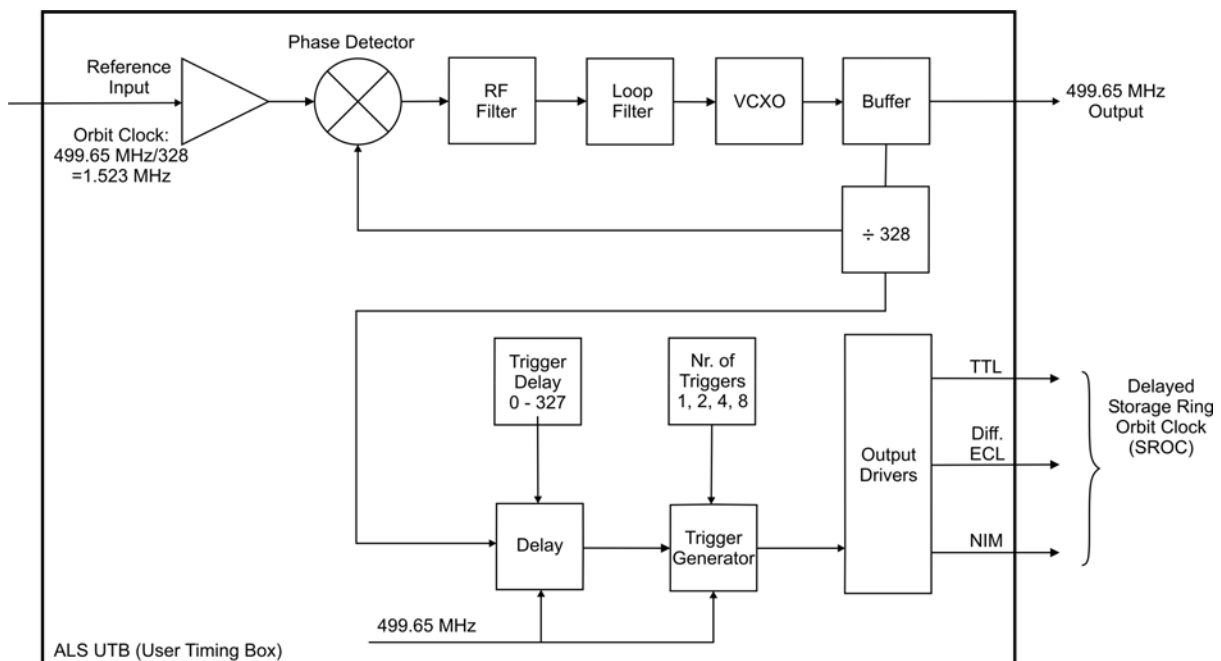 Phase Detector
Reference
Input
Orbit Clock:
499.65 MHz/328
=1.523 MHz
RF
Filter
Loop
Filter
VCXO
Buffer
499.65 MHz
Output
÷ 328
Trigger
Delay
0 - 327
Nr. of
Triggers
1, 2, 4, 8
Delay
Trigger
Generator
Output
Drivers
TTL
Diff.
ECL
NIM
Delayed
Storage Ring
Orbit Clock
(SROC)
499.65 MHz
ALS UTB (User Timing Box)